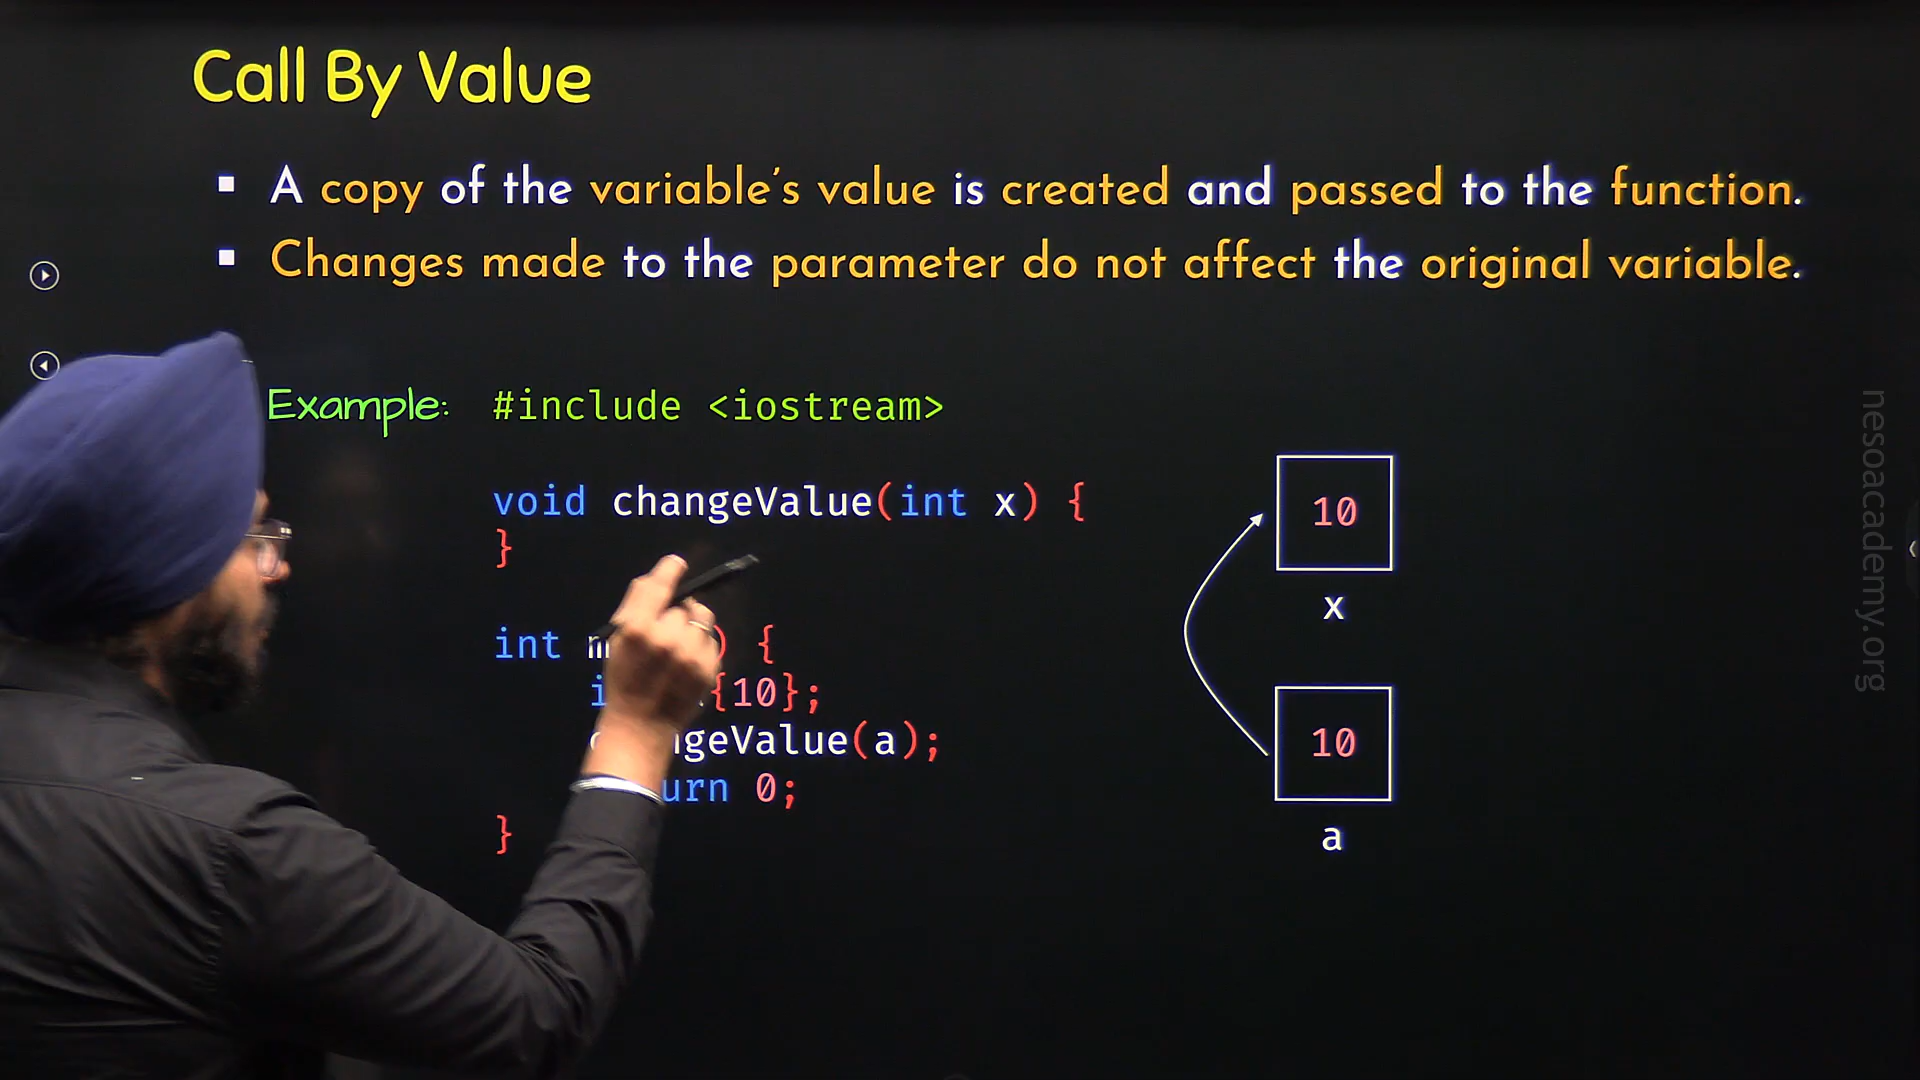 Call By Value
▪ A copy of the variable's value is created and passed to the function.
▪ Changes made to the parameter do not affect the original variable.
Example: #include <iostream>
void changeValue(int x) {
}
int ) {
{10};
ngeValue(a);
urn 0;
}
10
x
10
a
nesoacademy.org